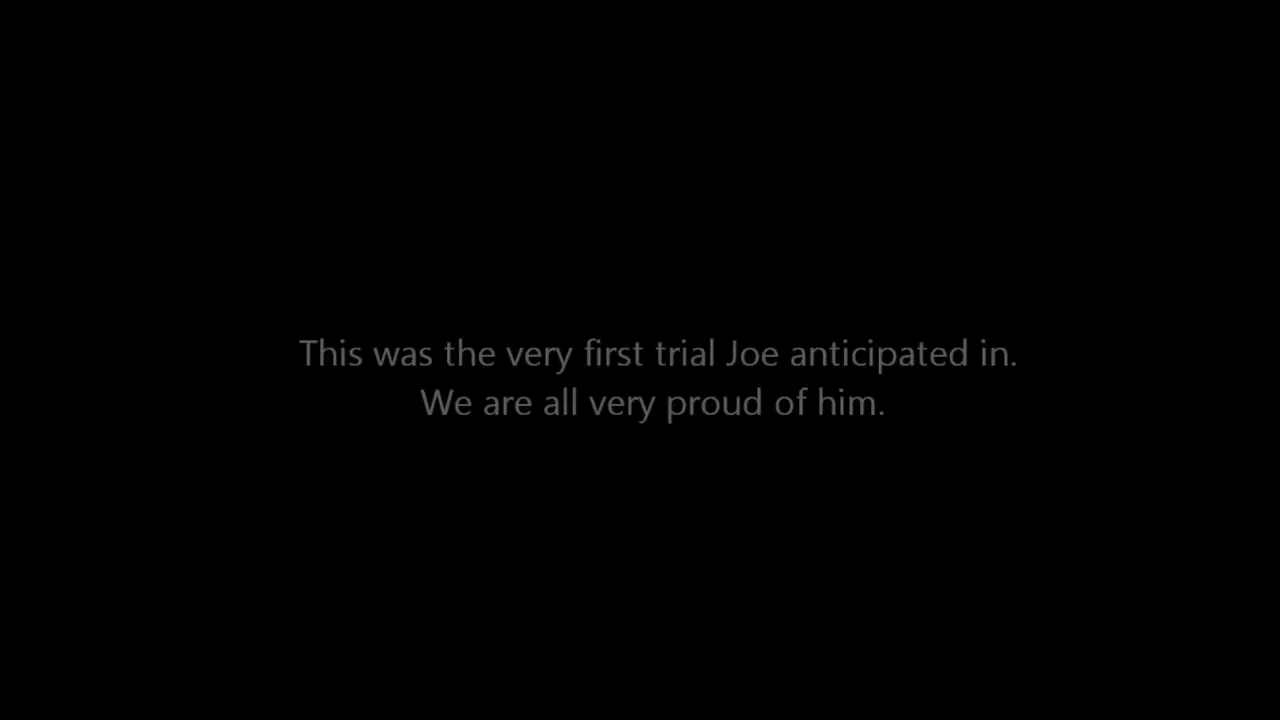 This was the very first trial Joe anticipated in.
We are all very proud of him.